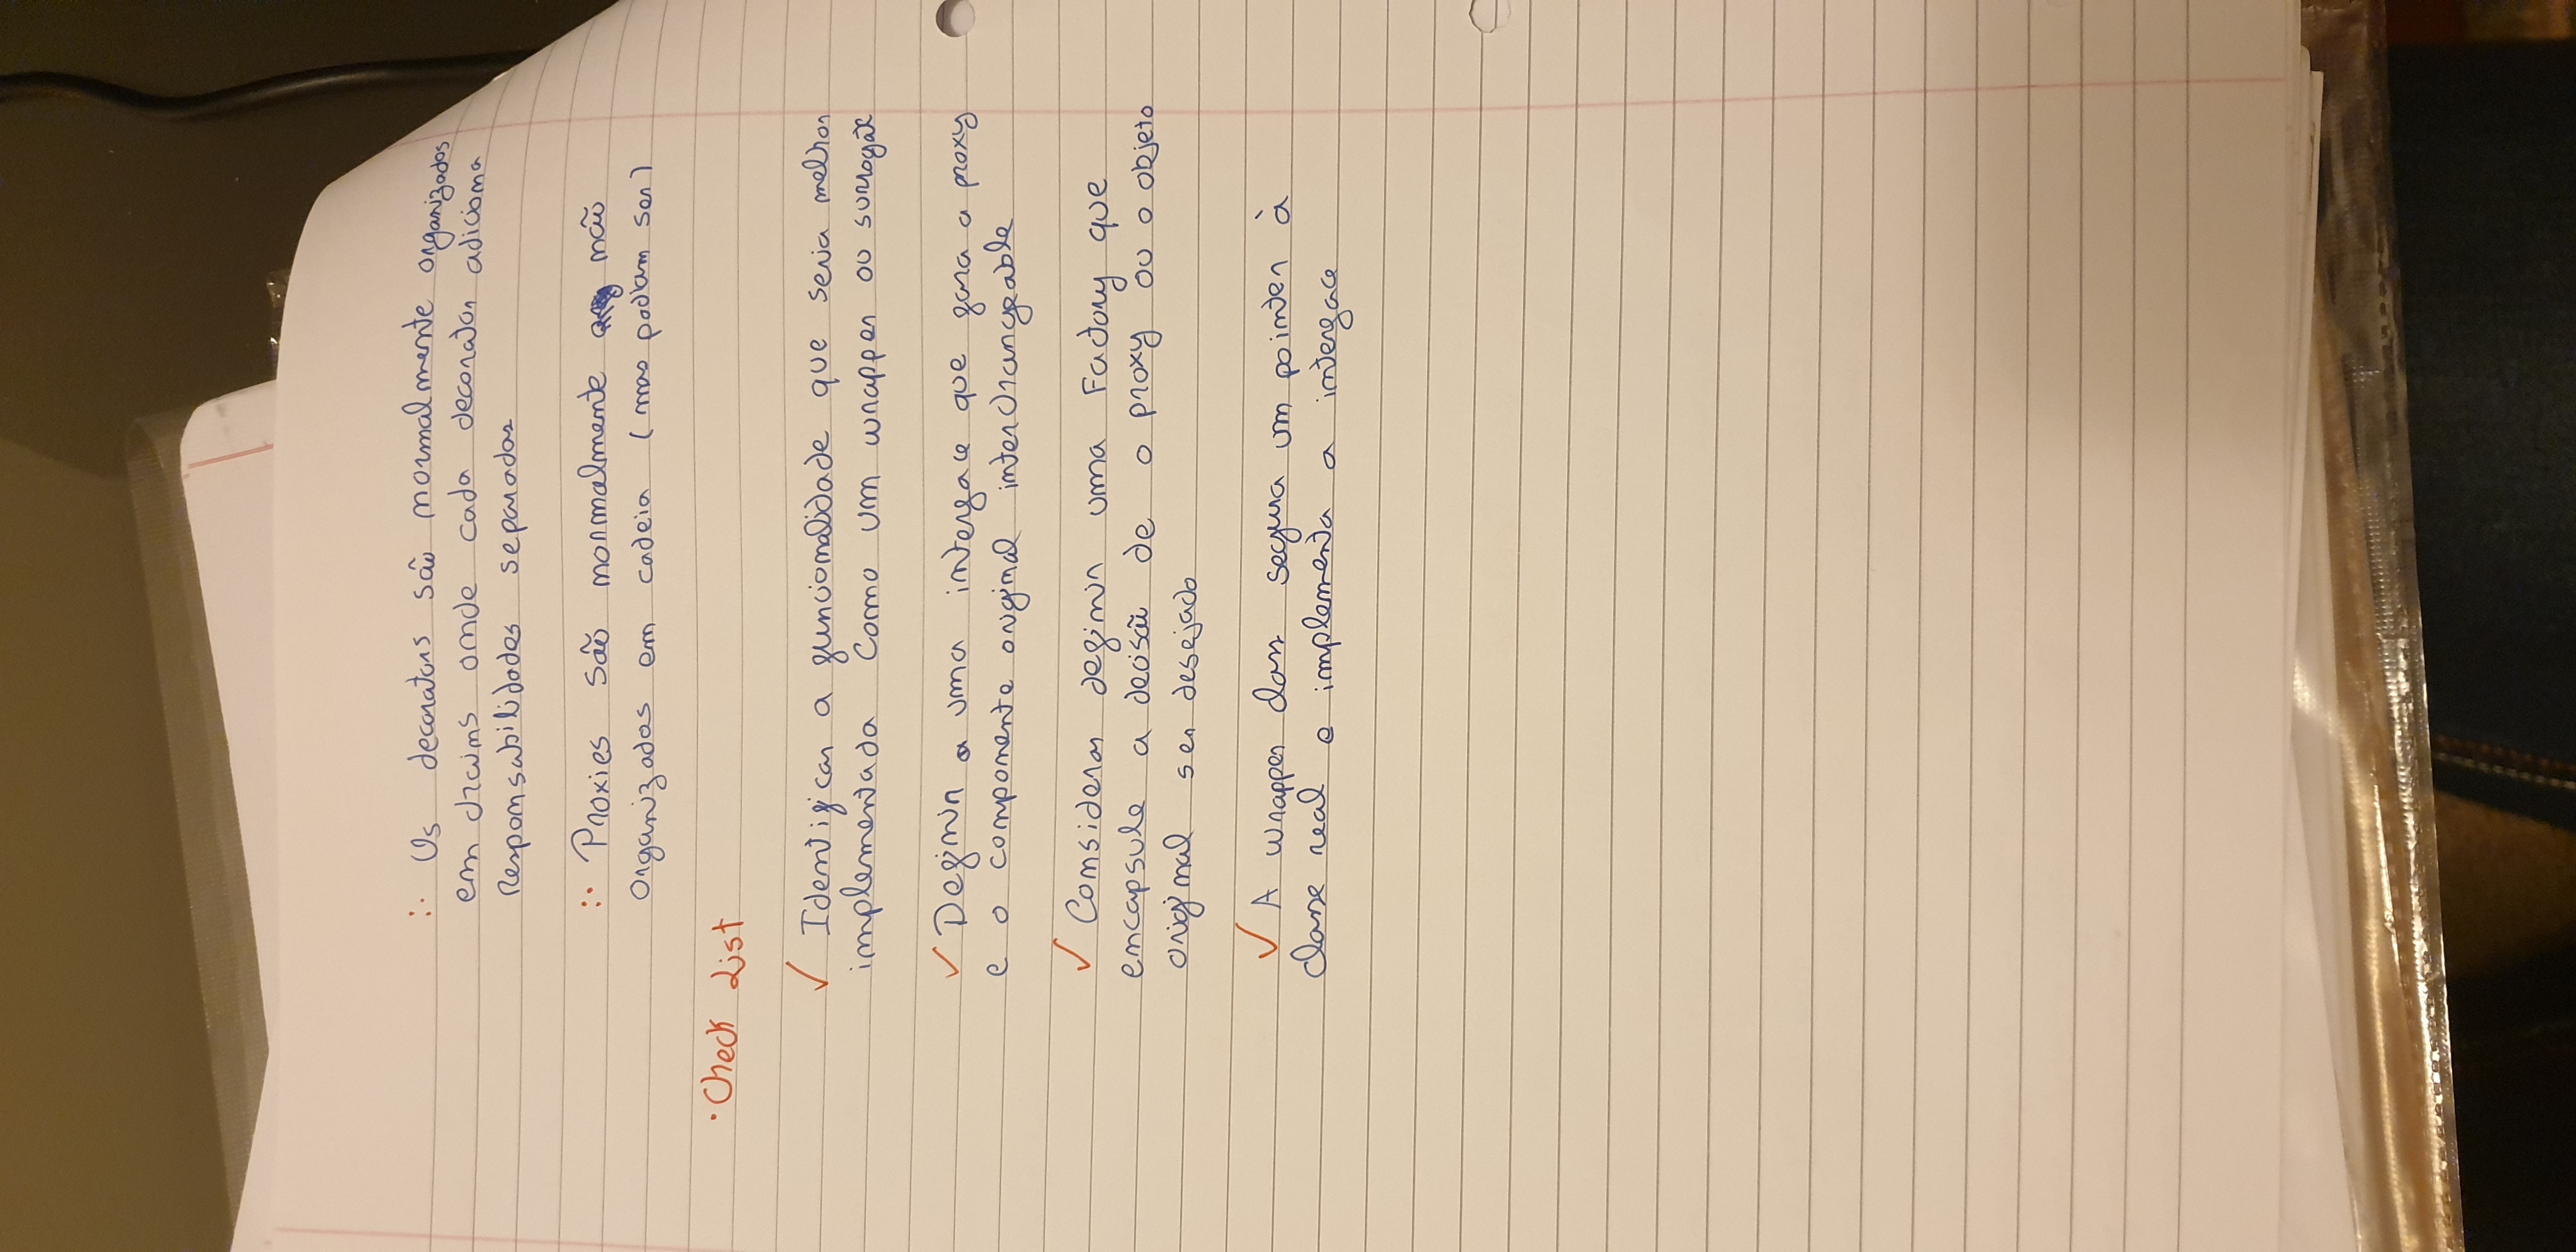 ∴ Os decorators são normalmente organizados
em chains onde cada decorator adiciona
Responsabilidades separadas
∴ Proxies são normalmente não
organizados em cadeia (mas podiam ser)
· Check List
✓ Identificar a funcionalidade que seria melhor
implementada como um wrapper ou surrogate
✓ Definir a uma interface que fara a proxy
e o componente original interchangeable
✓ Considerar definir uma Factory que
encapsule a decisão de o proxy ou o objeto
original ser desejado
✓ A wrapper class segura um pointer à
classe real e implementa a interface